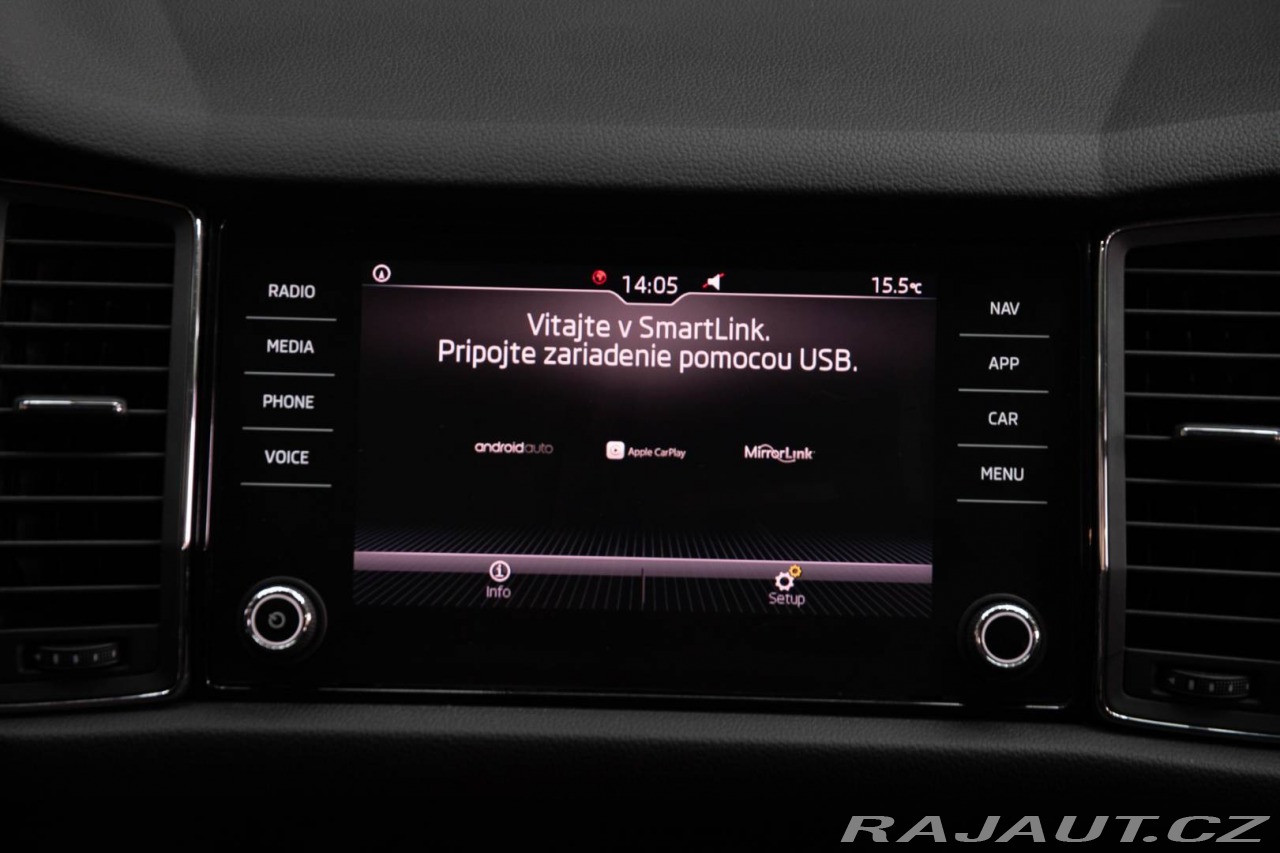 14:05
15.5°C
RADIO
MEDIA
PHONE
VOICE
Vitajte v SmartLink.
Pripojte zariadenie pomocou USB.
androidauto
Apple CarPlay
MirrorLink
Info
Setup
NAV
APP
CAR
MENU
RAJAUT.CZ